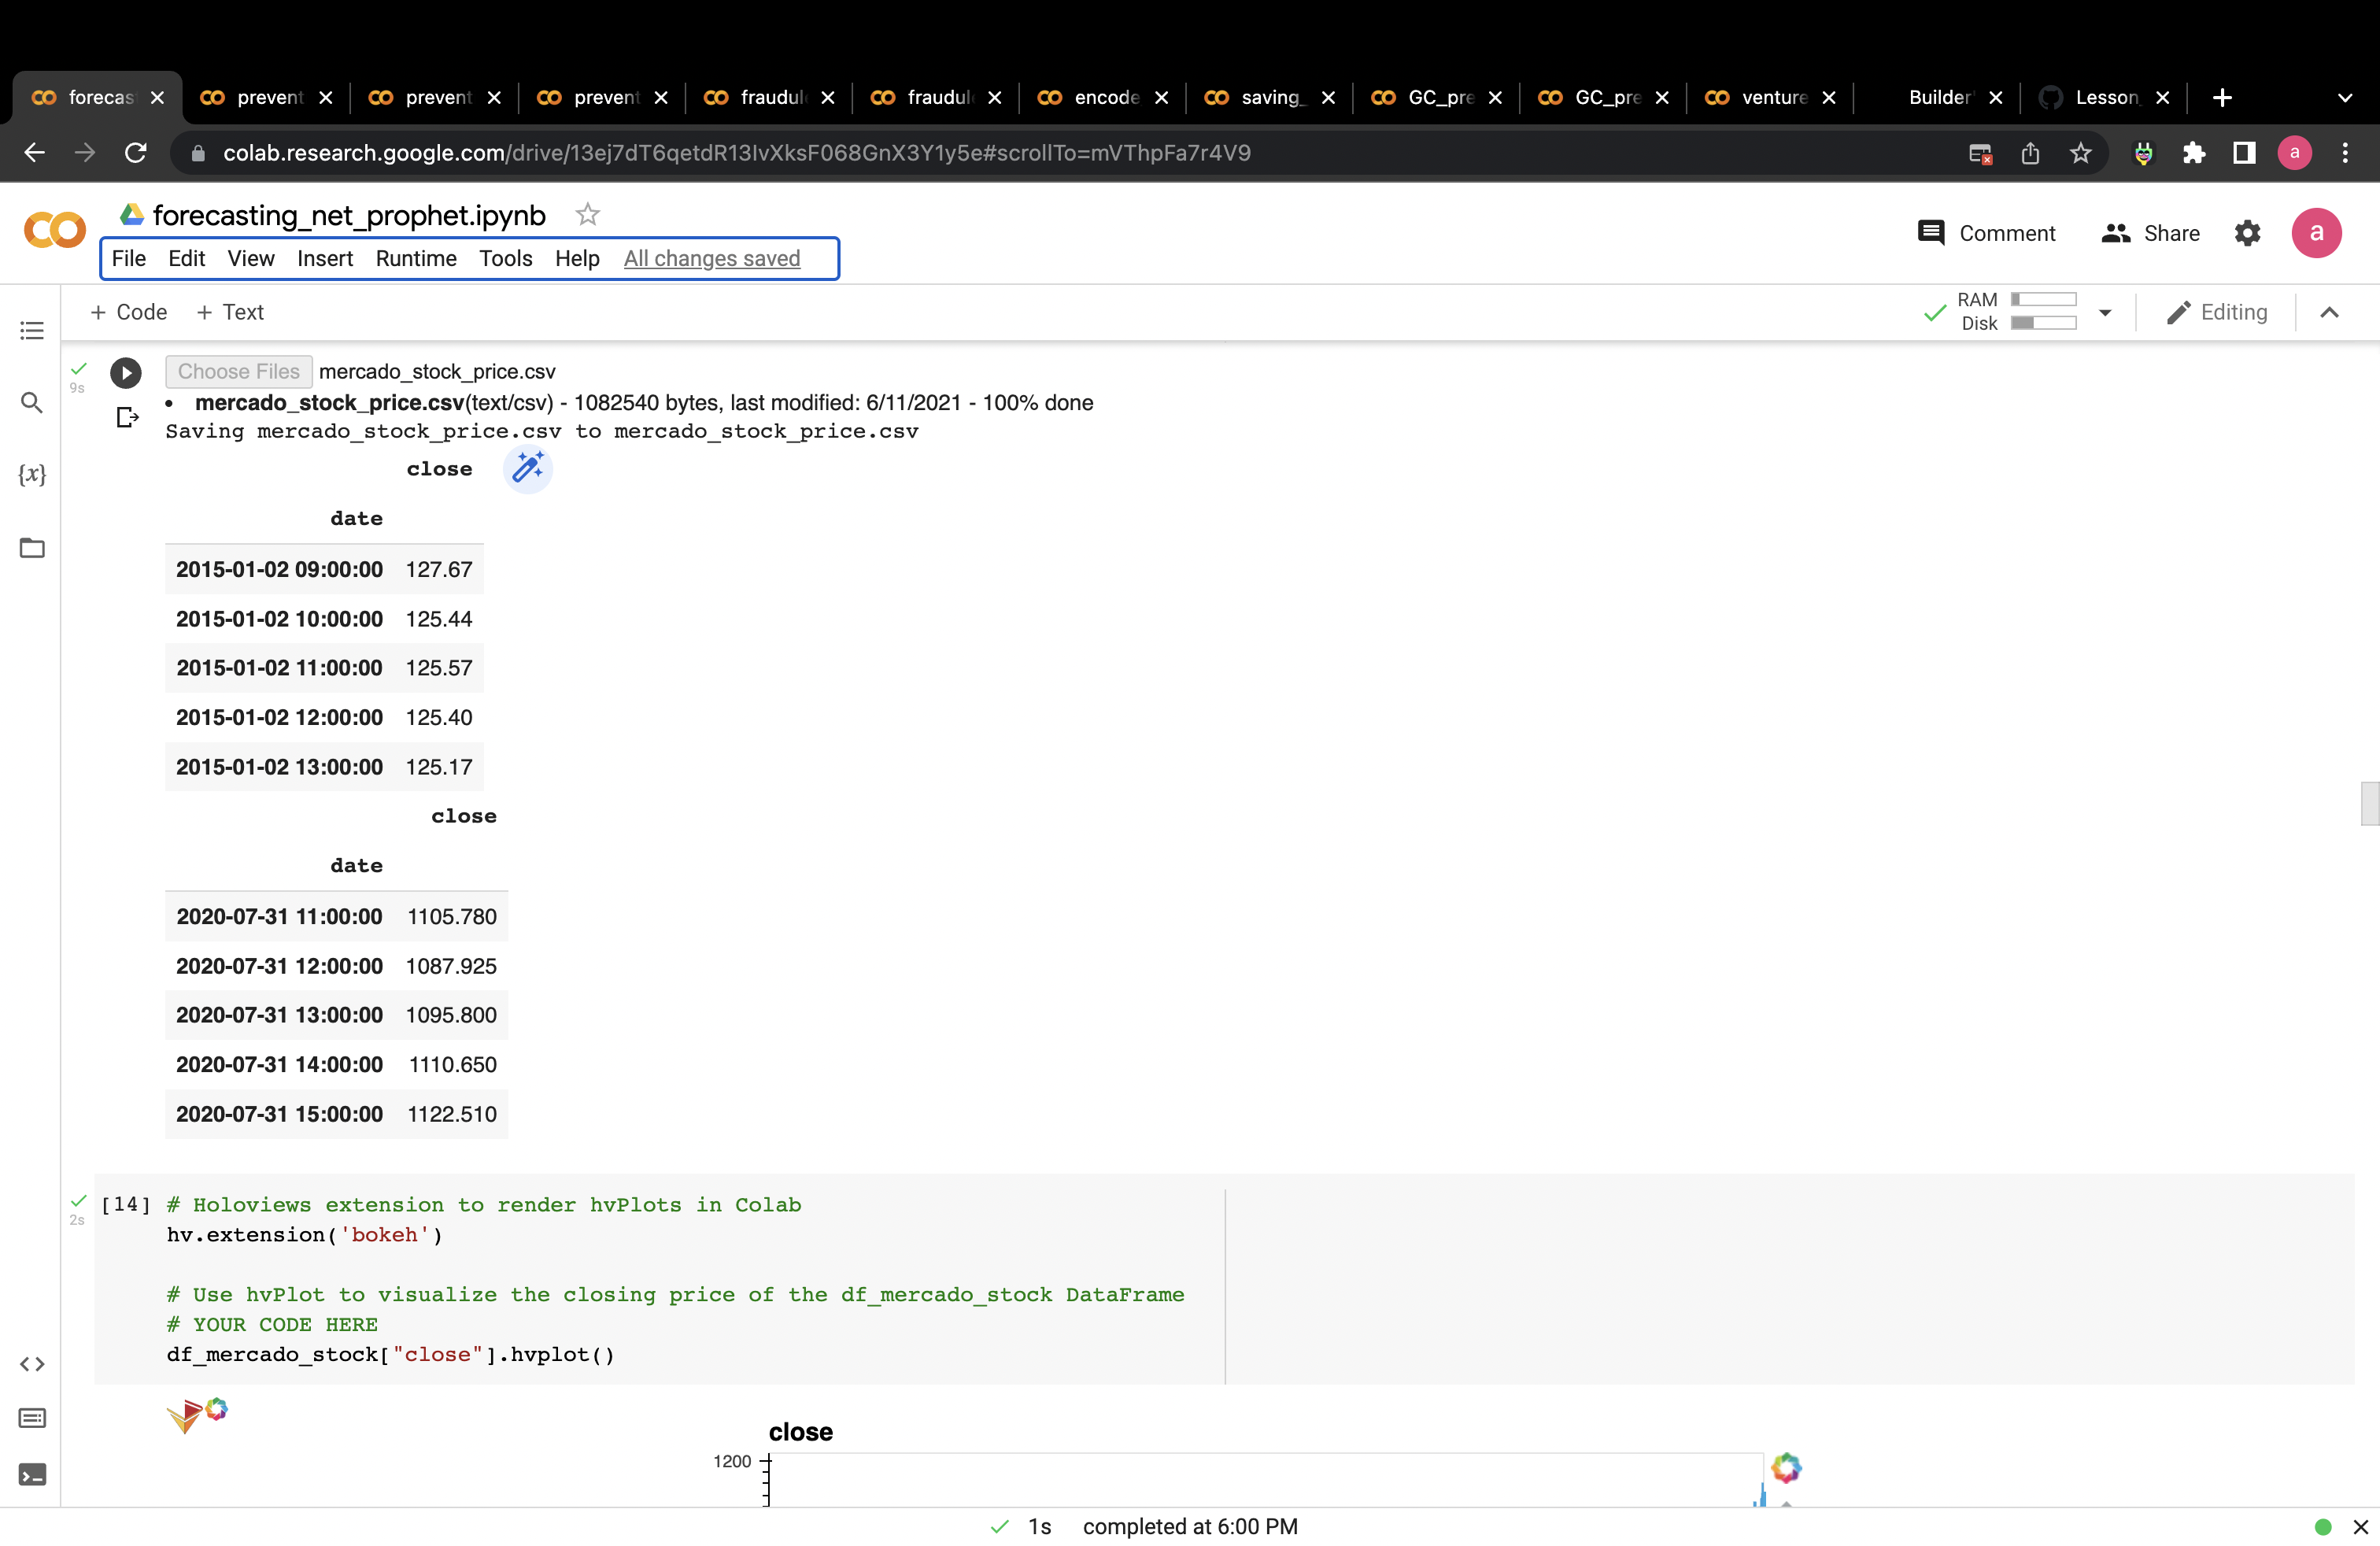 forecas prevent prevent prevent fraudul fraudul encode saving_ GC_pre GC_pre venture Builder' Lesson_
colab.research.google.com/drive/13ej7dT6qetdR13IvXksF068GnX3Y1y5e#scrollTo=mVThpFa7r4V9 a
forecasting_net_prophet.ipynb
File Edit View Insert Runtime Tools Help All changes saved
Comment Share a
+ Code + Text
RAM
Disk
Editing
9s
Choose Files mercado_stock_price.csv
• mercado_stock_price.csv(text/csv) - 1082540 bytes, last modified: 6/11/2021 - 100% done
Saving mercado_stock_price.csv to mercado_stock_price.csv
{x}
close
date
2015-01-02 09:00:00 127.67
2015-01-02 10:00:00 125.44
2015-01-02 11:00:00 125.57
2015-01-02 12:00:00 125.40
2015-01-02 13:00:00 125.17
close
date
2020-07-31 11:00:00 1105.780
2020-07-31 12:00:00 1087.925
2020-07-31 13:00:00 1095.800
2020-07-31 14:00:00 1110.650
2020-07-31 15:00:00 1122.510
2s
[14] # Holoviews extension to render hvPlots in Colab
hv.extension('bokeh')
# Use hvPlot to visualize the closing price of the df_mercado_stock DataFrame
# YOUR CODE HERE
df_mercado_stock["close"].hvplot()
close
1200
1s completed at 6:00 PM